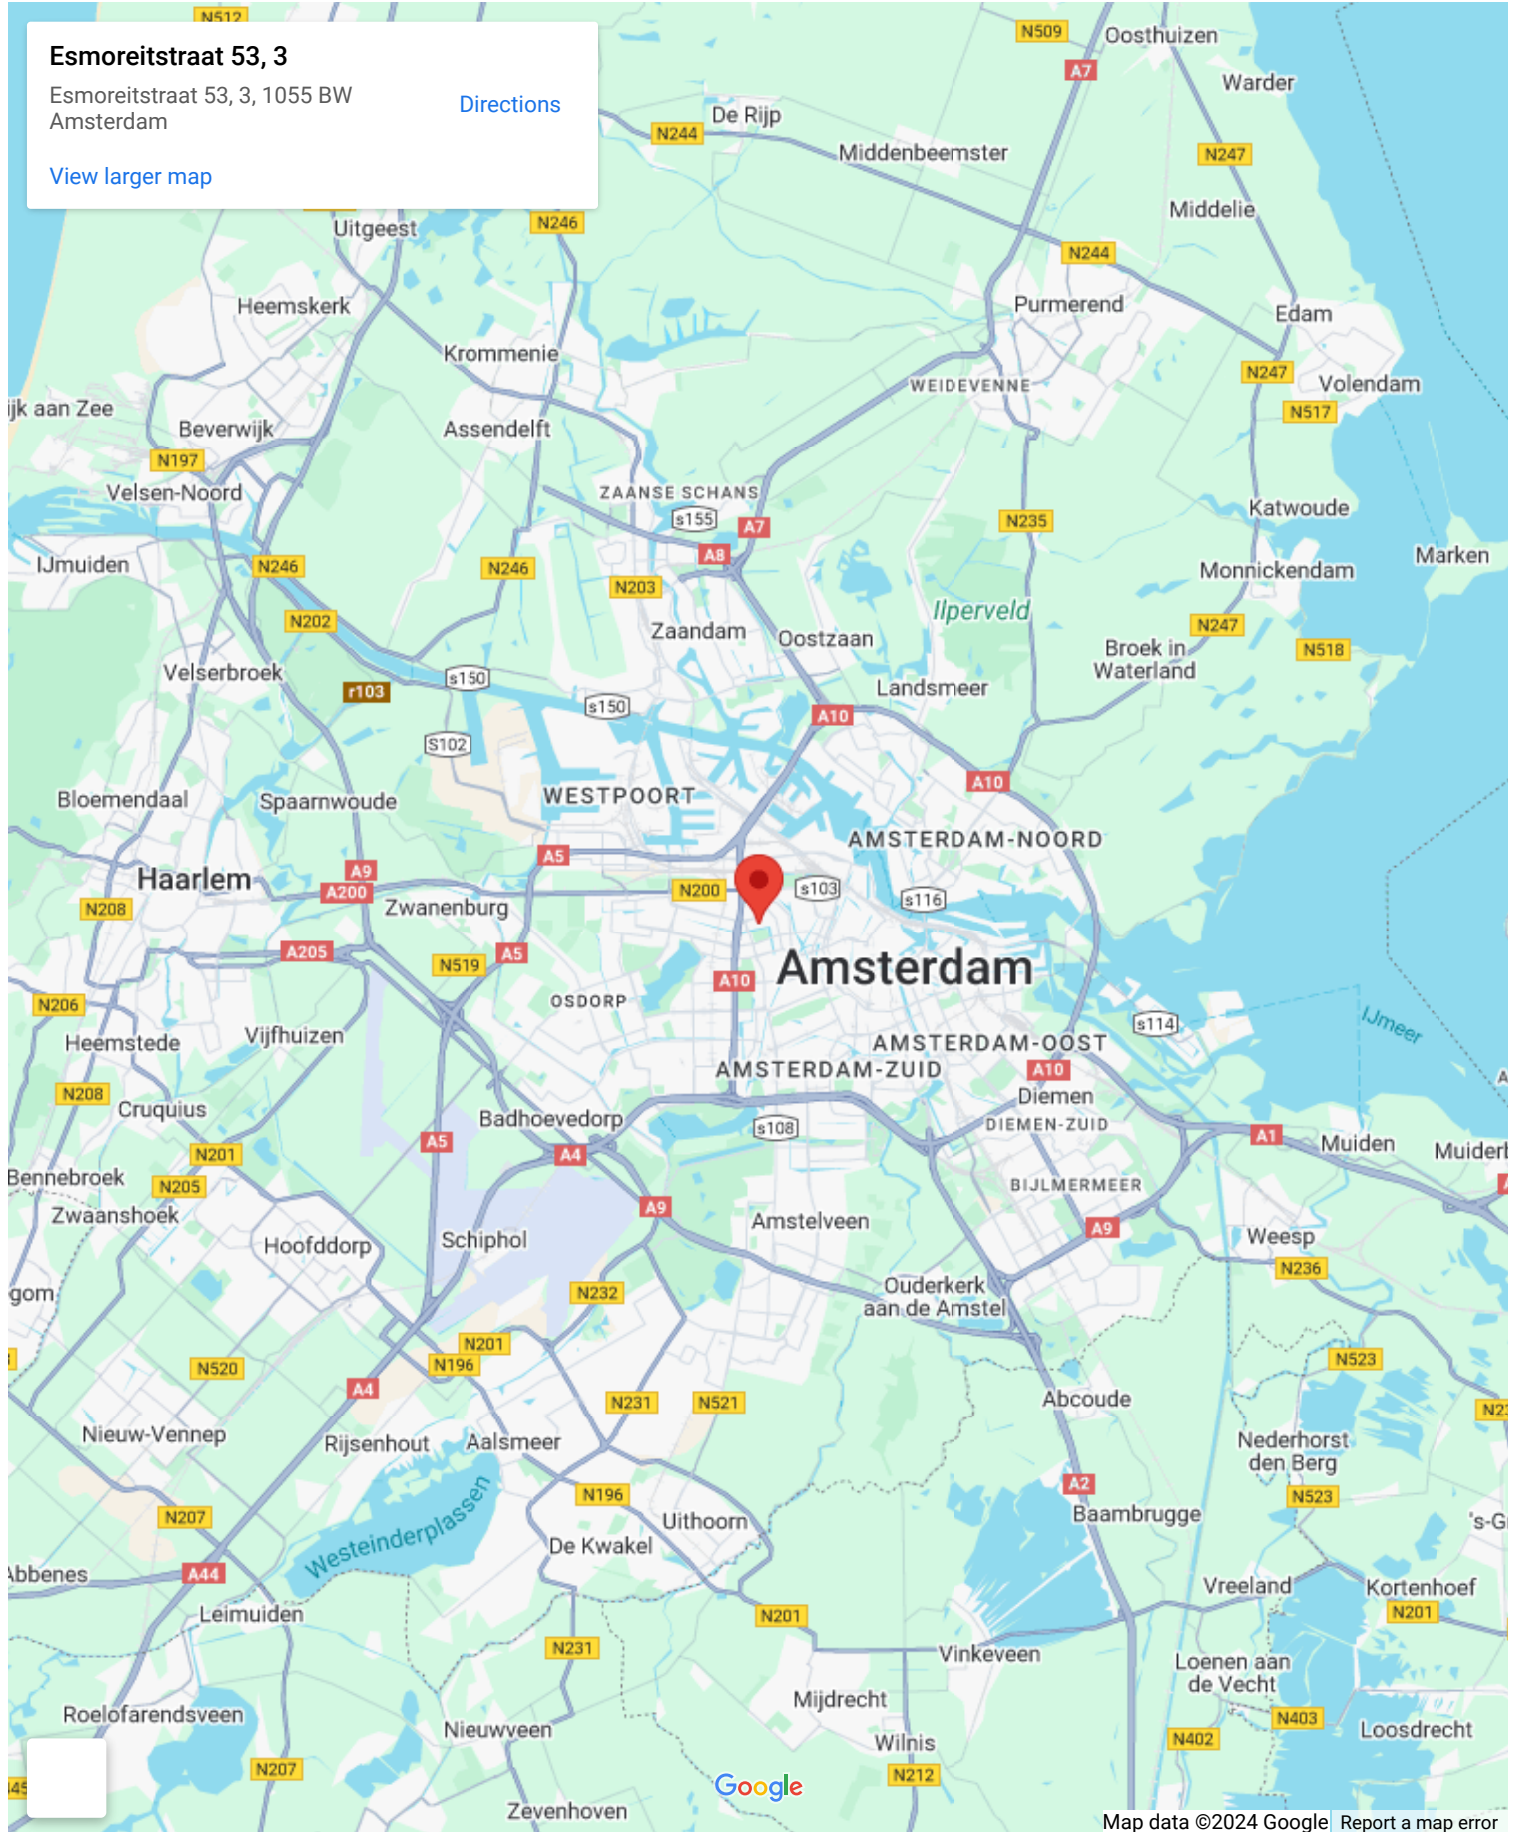 N512
Esmoreitstraat 53, 3
Esmoreitstraat 53, 3, 1055 BW
Amsterdam
Directions
View larger map
N509
Oosthuizen
A7
Warder
De Rijp
N244
Middenbeemster
N247
Middelie
Uitgeest
N246
N244
Heemskerk
Purmerend
Edam
Krommenie
WEIDEVENNE
N247
Volendam
N517
ijk aan Zee
Beverwijk
Assendelft
N197
Velsen-Noord
ZAANSE SCHANS
s155
A7
N235
Katwoude
A8
Marken
IJmuiden
N246
N246
N203
Monnickendam
Ilperveld
N202
Zaandam
Oostzaan
N247
Broek in
Waterland
N518
Velserbroek
r103
s150
Landsmeer
s150
A10
S102
A10
Bloemendaal
Spaarnwoude
WESTPOORT
AMSTERDAM-NOORD
A5
Haarlem
A9
A200
N200
s103
s116
N208
Zwanenburg
A205
N519
A5
Amsterdam
A10
OSDORP
N206
Heemstede
Vijfhuizen
s114
IJmeer
AMSTERDAM-OOST
AMSTERDAM-ZUID
A10
N208
Cruquius
Diemen
A
Badhoevedorp
s108
DIEMEN-ZUID
A5
A4
A1
Muiden
N201
Bennebroek
N205
BIJLMERMEER
Zwaanshoek
A9
Amstelveen
A9
Hoofddorp
Schiphol
Weesp
N236
gom
N232
Ouderkerk
aan de Amstel
N201
N196
N520
A4
N523
N231
N521
Abcoude
Nieuw-Vennep
Rijsenhout
Aalsmeer
Nederhorst
den Berg
Westeinderplassen
N196
A2
N523
N207
Uithoorn
Baambrugge
's-G
De Kwakel
Abbenes
A44
Vreeland
Kortenhoef
Leimuiden
N201
N201
N231
Vinkeveen
Loenen aan
de Vecht
Roelofarendsveen
Mijdrecht
N403
Nieuwveen
Wilnis
N402
Loosdrecht
N207
N212
Google
Zevenhoven
Map data ©2024 Google
Report a map error